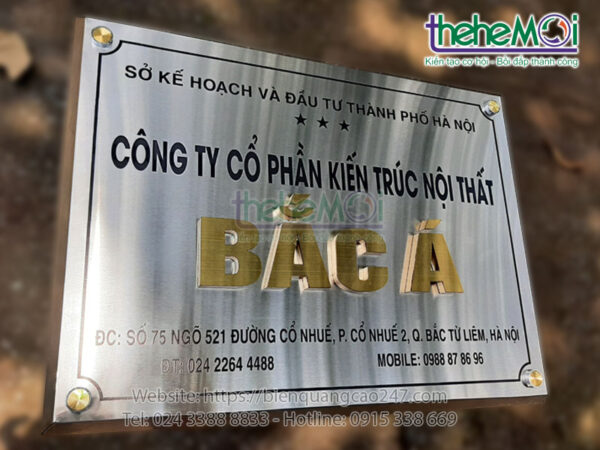 thehemoi
Kiến tạo cơ hội - Bồi đắp thành công
SỞ KẾ HOẠCH VÀ ĐẦU TƯ THÀNH PHỐ HÀ NỘI
★ ★ ★
CÔNG TY CỔ PHẦN KIẾN TRÚC NỘI THẤT
thehemoi
BẮC Á
ĐC: SỐ 75 NGÕ 521 ĐƯỜNG CỔ NHUẾ, P. CỔ NHUẾ 2, Q. BẮC TỪ LIÊM, HÀ NỘI
ĐT: 024 2264 4488 MOBILE: 0988 87 86 96
Website: https://bienquangcao247.com
Tel: 024 3388 8833 - Hotline: 0915 338 669